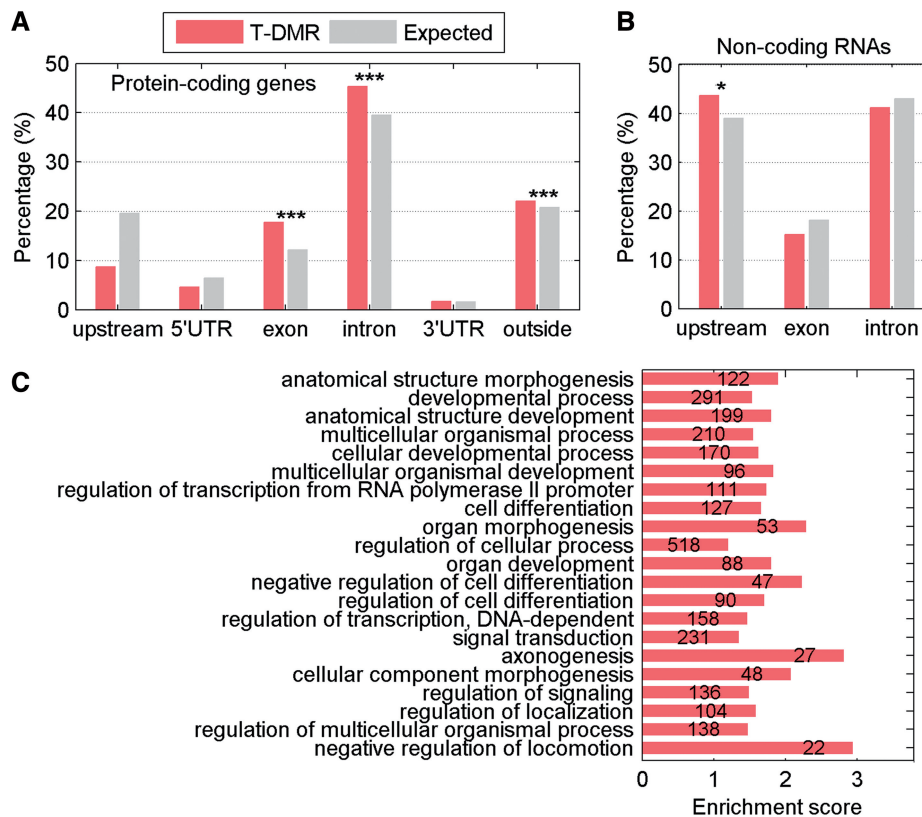 A
T-DMR Expected
Protein-coding genes
Percentage (%)
50
40
30
20
10
0
***
***
***
upstream 5'UTR exon intron 3'UTR outside
B
Non-coding RNAs
Percentage (%)
50
40
30
20
10
0
*
upstream exon intron
C
anatomical structure morphogenesis 122
developmental process 291
anatomical structure development 199
multicellular organismal process 210
cellular developmental process 170
multicellular organismal development 96
regulation of transcription from RNA polymerase II promoter 111
cell differentiation 127
organ morphogenesis 53
regulation of cellular process 518
organ development 88
negative regulation of cell differentiation 47
regulation of cell differentiation 90
regulation of transcription, DNA-dependent 158
signal transduction 231
axonogenesis 27
cellular component morphogenesis 48
regulation of signaling 136
regulation of localization 104
regulation of multicellular organismal process 138
negative regulation of locomotion 22
0 1 2 3
Enrichment score